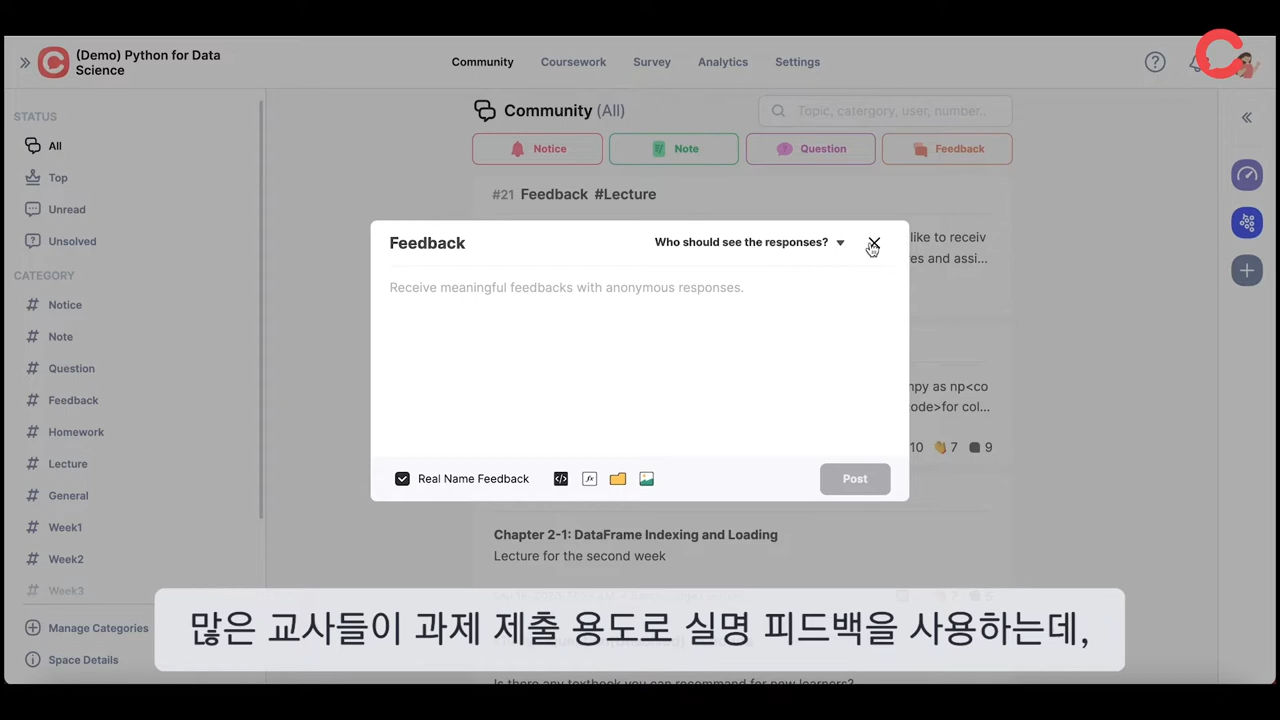 (Demo) Python for Data
Science
Community
Coursework
Survey
Analytics
Settings
STATUS
All
Top
Unread
Unsolved
CATEGORY
# Notice
# Note
# Question
# Feedback
# Homework
# Lecture
# General
# Week1
# Week2
# Week3
Manage Categories
Space Details
Community (All)
Topic, catergory, user, number..
Notice
Note
Question
Feedback
#21 Feedback #Lecture
like to receiv
es and assi...
Feedback
Who should see the responses?
Receive meaningful feedbacks with anonymous responses.
Real Name Feedback
Post
mpy as np<co
ode>for col...
10 7 9
Chapter 2-1: DataFrame Indexing and Loading
Lecture for the second week
많은 교사들이 과제 제출 용도로 실명 피드백을 사용하는데,
Is there any textbook you can recommend for new learners?